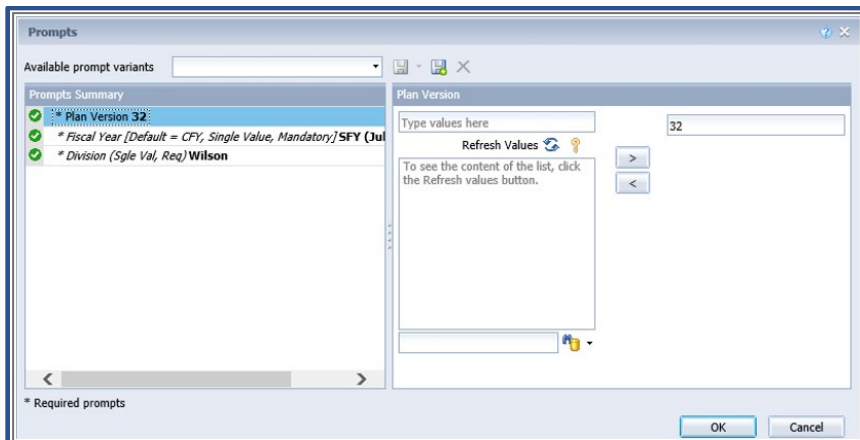 Prompts
Available prompt variants
Prompts Summary
* Plan Version 32
* Fiscal Year [Default = CFY, Single Value, Mandatory] SFY (Jul
* Division (Sgle Val, Req) Wilson
* Required prompts
Plan Version
Type values here
Refresh Values
To see the content of the list, click
the Refresh values button.
>
<
32
OK
Cancel